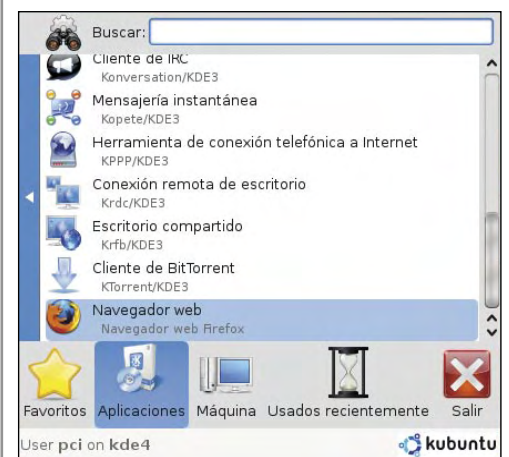 Buscar:
Cliente de IRC
Konversation/KDE3
Mensajería instantánea
Kopete/KDE3
Herramienta de conexión telefónica a Internet
KPPP/KDE3
Conexión remota de escritorio
Krdc/KDE3
Escritorio compartido
Krfb/KDE3
Cliente de BitTorrent
KTorrent/KDE3
Navegador web
Navegador web Firefox
Favoritos Aplicaciones Máquina Usados recientemente Salir
User pci on kde4 kubuntu